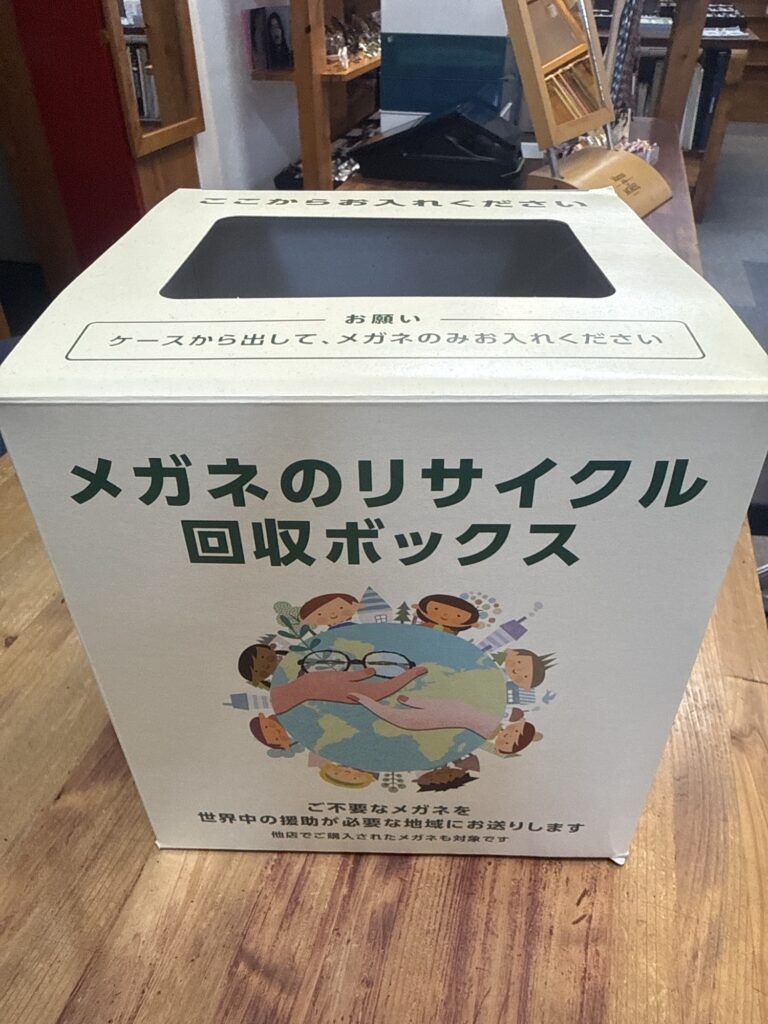 ここからお入れください
お願い
ケースから出して、メガネのみお入れください
メガネのリサイクル
回収ボックス
ご不要なメガネを
世界中の援助が必要な地域にお送りします
他店でご購入されたメガネも対象です